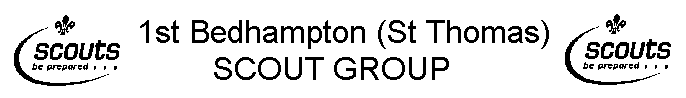 scouts
be prepared . . .
1st Bedhampton (St Thomas)
SCOUT GROUP
scouts
be prepared . . .